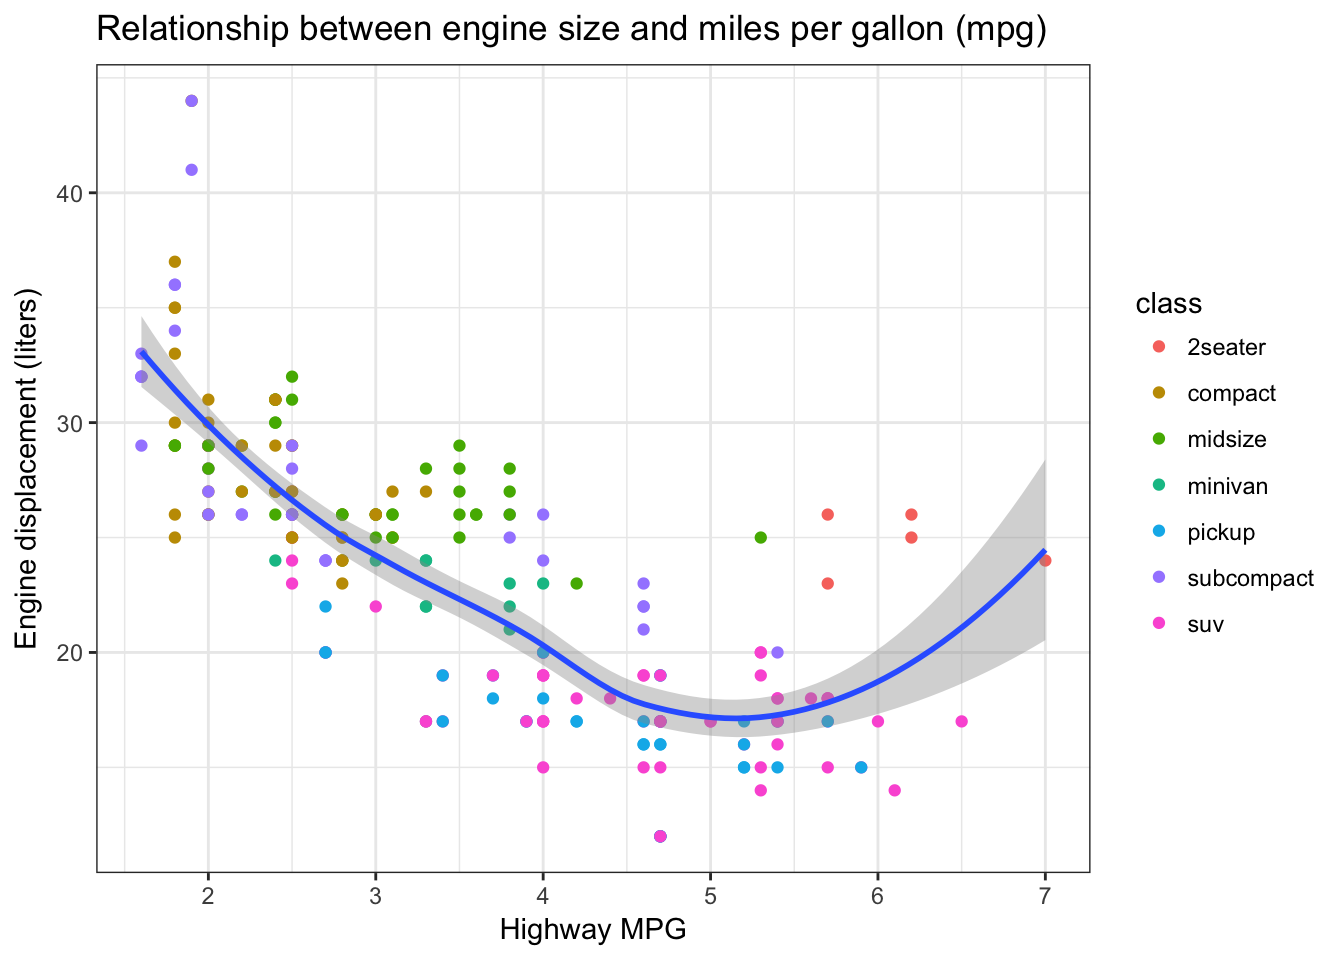 Relationship between engine size and miles per gallon (mpg)
Engine displacement (liters)
40
30
20
2 3 4 5 6 7
Highway MPG
class
2seater
compact
midsize
minivan
pickup
subcompact
suv